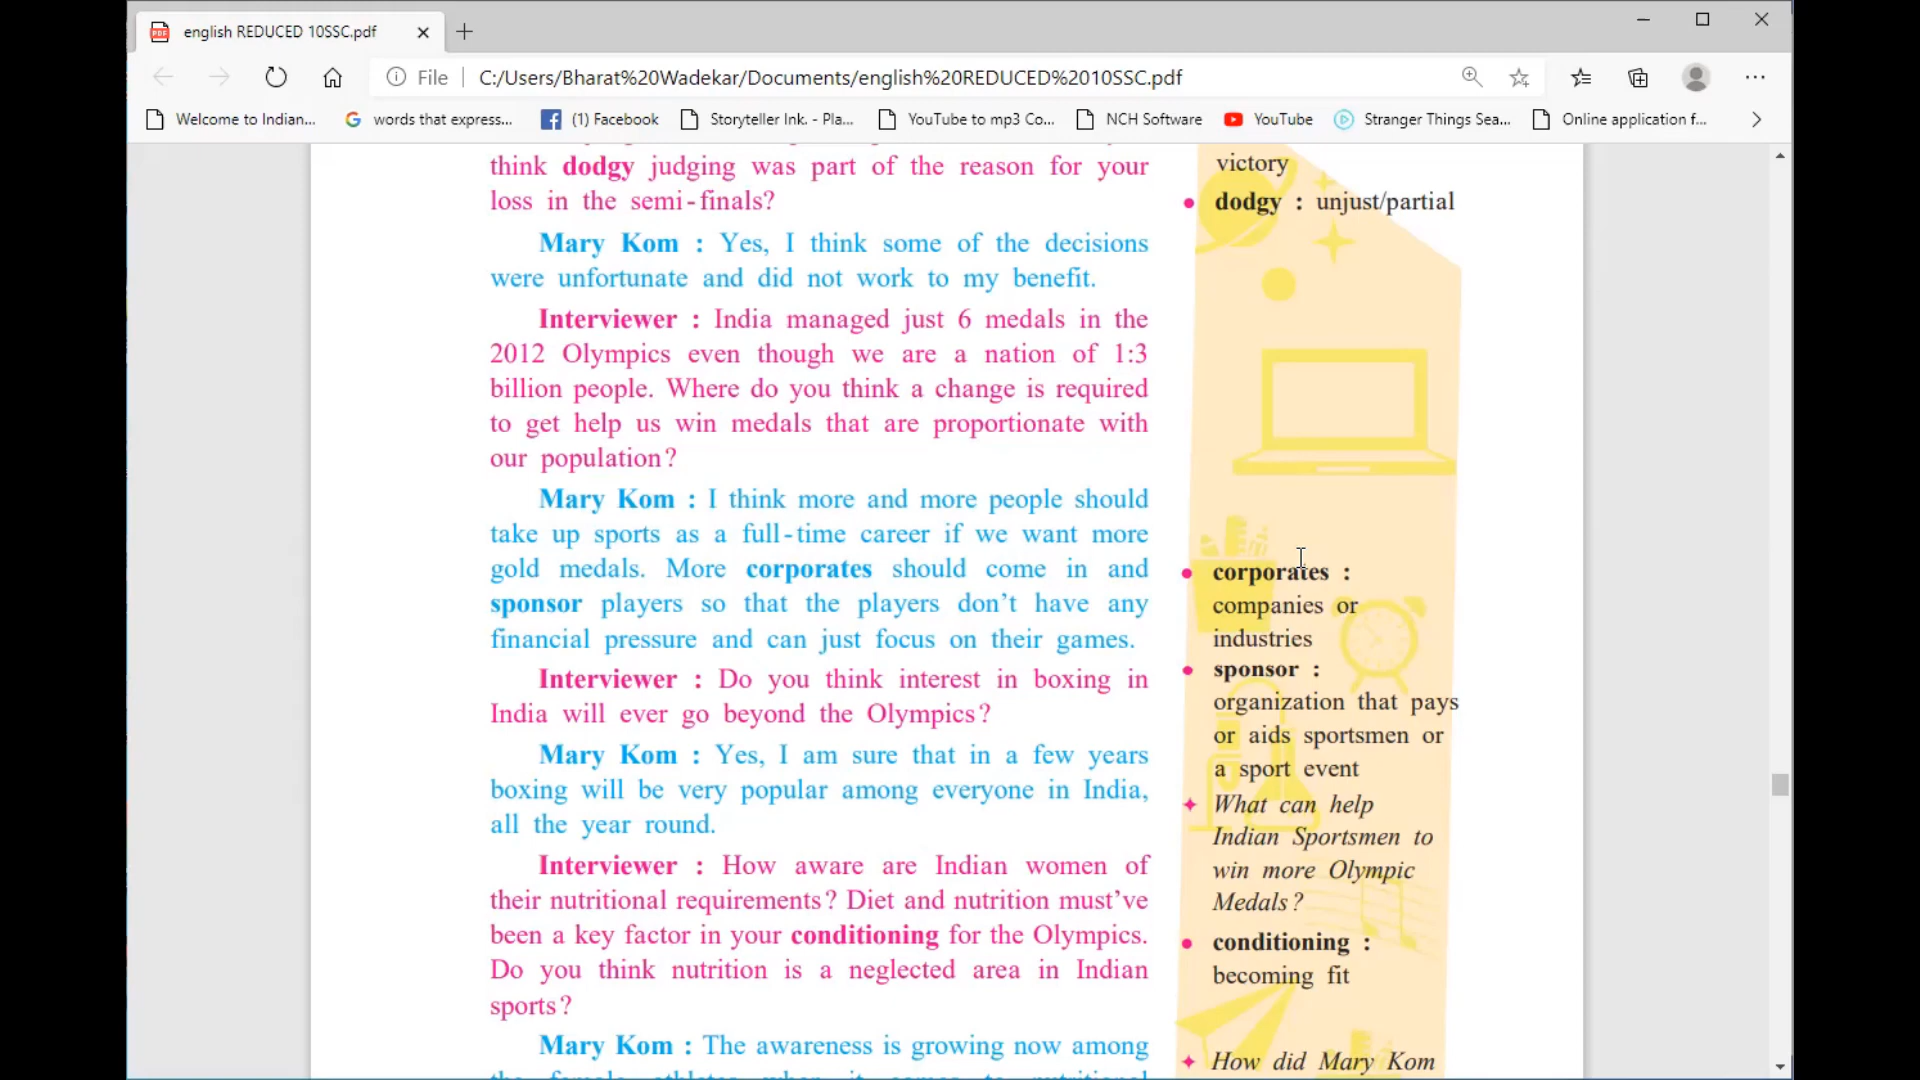 english REDUCED 10SSC.pdf
File
C:/Users/Bharat%20Wadekar/Documents/english%20REDUCED%2010SSC.pdf
Welcome to Indian...
words that express...
(1) Facebook
Storyteller Ink. - Pla...
YouTube to mp3 Co...
NCH Software
YouTube
Stranger Things Sea...
Online application f...
think dodgy judging was part of the reason for your
loss in the semi-finals?
Mary Kom : Yes, I think some of the decisions
were unfortunate and did not work to my benefit.
Interviewer : India managed just 6 medals in the
2012 Olympics even though we are a nation of 1:3
billion people. Where do you think a change is required
to get help us win medals that are proportionate with
our population?
Mary Kom : I think more and more people should
take up sports as a full-time career if we want more
gold medals. More corporates should come in and
sponsor players so that the players don't have any
financial pressure and can just focus on their games.
Interviewer : Do you think interest in boxing in
India will ever go beyond the Olympics?
Mary Kom : Yes, I am sure that in a few years
boxing will be very popular among everyone in India,
all the year round.
Interviewer : How aware are Indian women of
their nutritional requirements? Diet and nutrition must've
been a key factor in your conditioning for the Olympics.
Do you think nutrition is a neglected area in Indian
sports?
Mary Kom : The awareness is growing now among
victory
dodgy : unjust/partial
corporates :
companies or
industries
sponsor :
organization that pays
or aids sportsmen or
a sport event
What can help
Indian Sportsmen to
win more Olympic
Medals?
conditioning :
becoming fit
How did Mary Kom